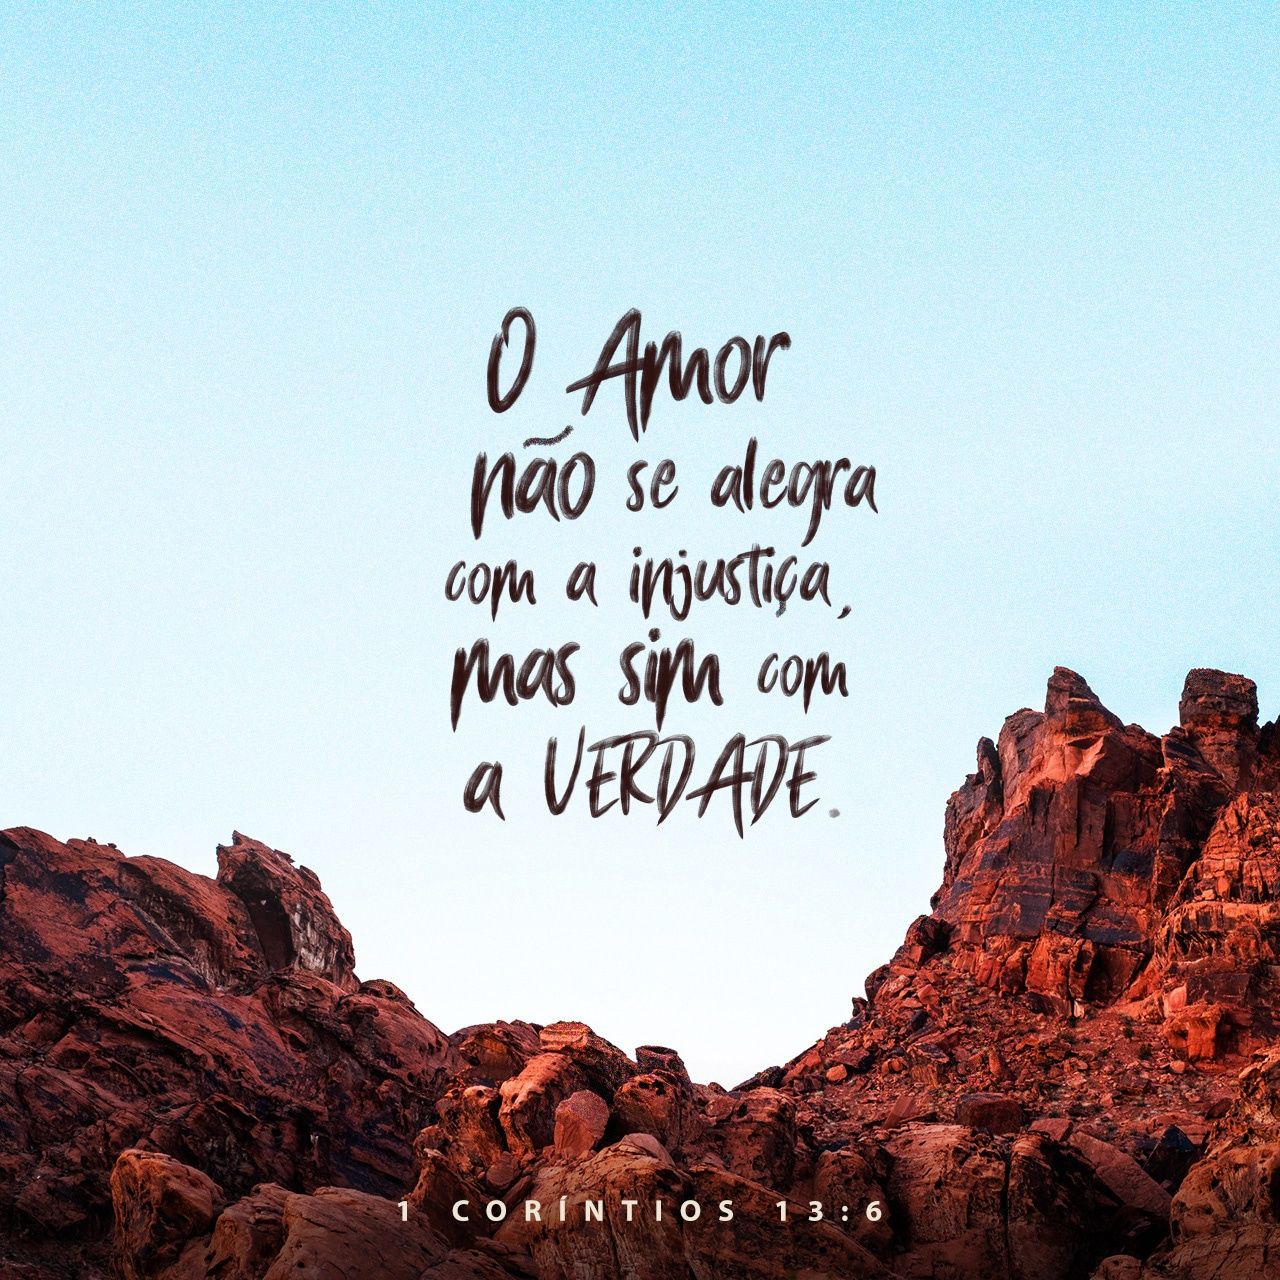 O Amor
não se alegra
com a injustiça,
mas sim com
a VERDADE.
1 CORÍNTIOS 13:6